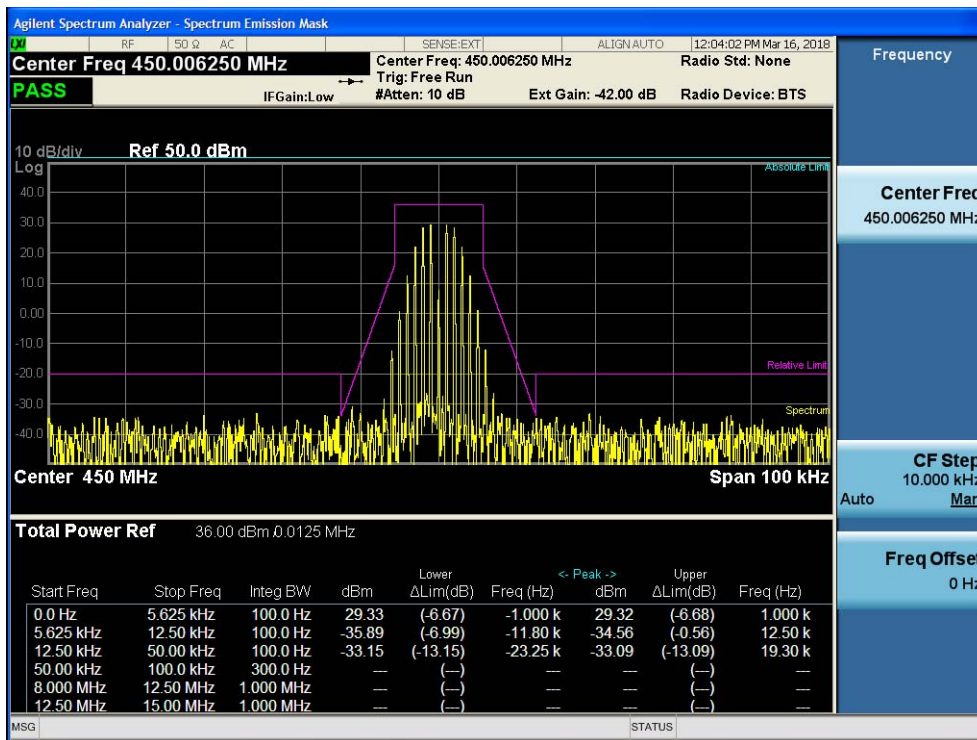 Agilent Spectrum Analyzer - Spectrum Emission Mask
LXI RF 50 Ω AC SENSE:EXT ALIGN AUTO 12:04:02 PM Mar 16, 2018
Center Freq 450.006250 MHz
Center Freq: 450.006250 MHz Radio Std: None
Trig: Free Run
PASS IFGain:Low #Atten: 10 dB Ext Gain: -42.00 dB Radio Device: BTS
10 dB/div Ref 50.0 dBm
Log
Absolute Limit
40.0
30.0
20.0
10.0
0.00
-10.0
-20.0
Relative Limit
-30.0
Spectrum
-40.0
Center 450 MHz Span 100 kHz
Total Power Ref 36.00 dBm / 0.0125 MHz
Lower <- Peak -> Upper
Start Freq Stop Freq Integ BW dBm ΔLim(dB) Freq (Hz) dBm ΔLim(dB) Freq (Hz)
0.0 Hz 5.625 kHz 100.0 Hz 29.33 (-6.67) -1.000 k 29.32 (-6.68) 1.000 k
5.625 kHz 12.50 kHz 100.0 Hz -35.89 (-6.99) -11.80 k -34.56 (-0.56) 12.50 k
12.50 kHz 50.00 kHz 100.0 Hz -33.15 (-13.15) -23.25 k -33.09 (-13.09) 19.30 k
50.00 kHz 100.0 kHz 300.0 Hz --- (---) --- --- (---) ---
8.000 MHz 12.50 MHz 1.000 MHz --- (---) --- --- (---) ---
12.50 MHz 15.00 MHz 1.000 MHz --- (---) --- --- (---) ---
MSG STATUS
Frequency
Center Freq
450.006250 MHz
CF Step
10.000 kHz
Auto Man
Freq Offset
0 Hz